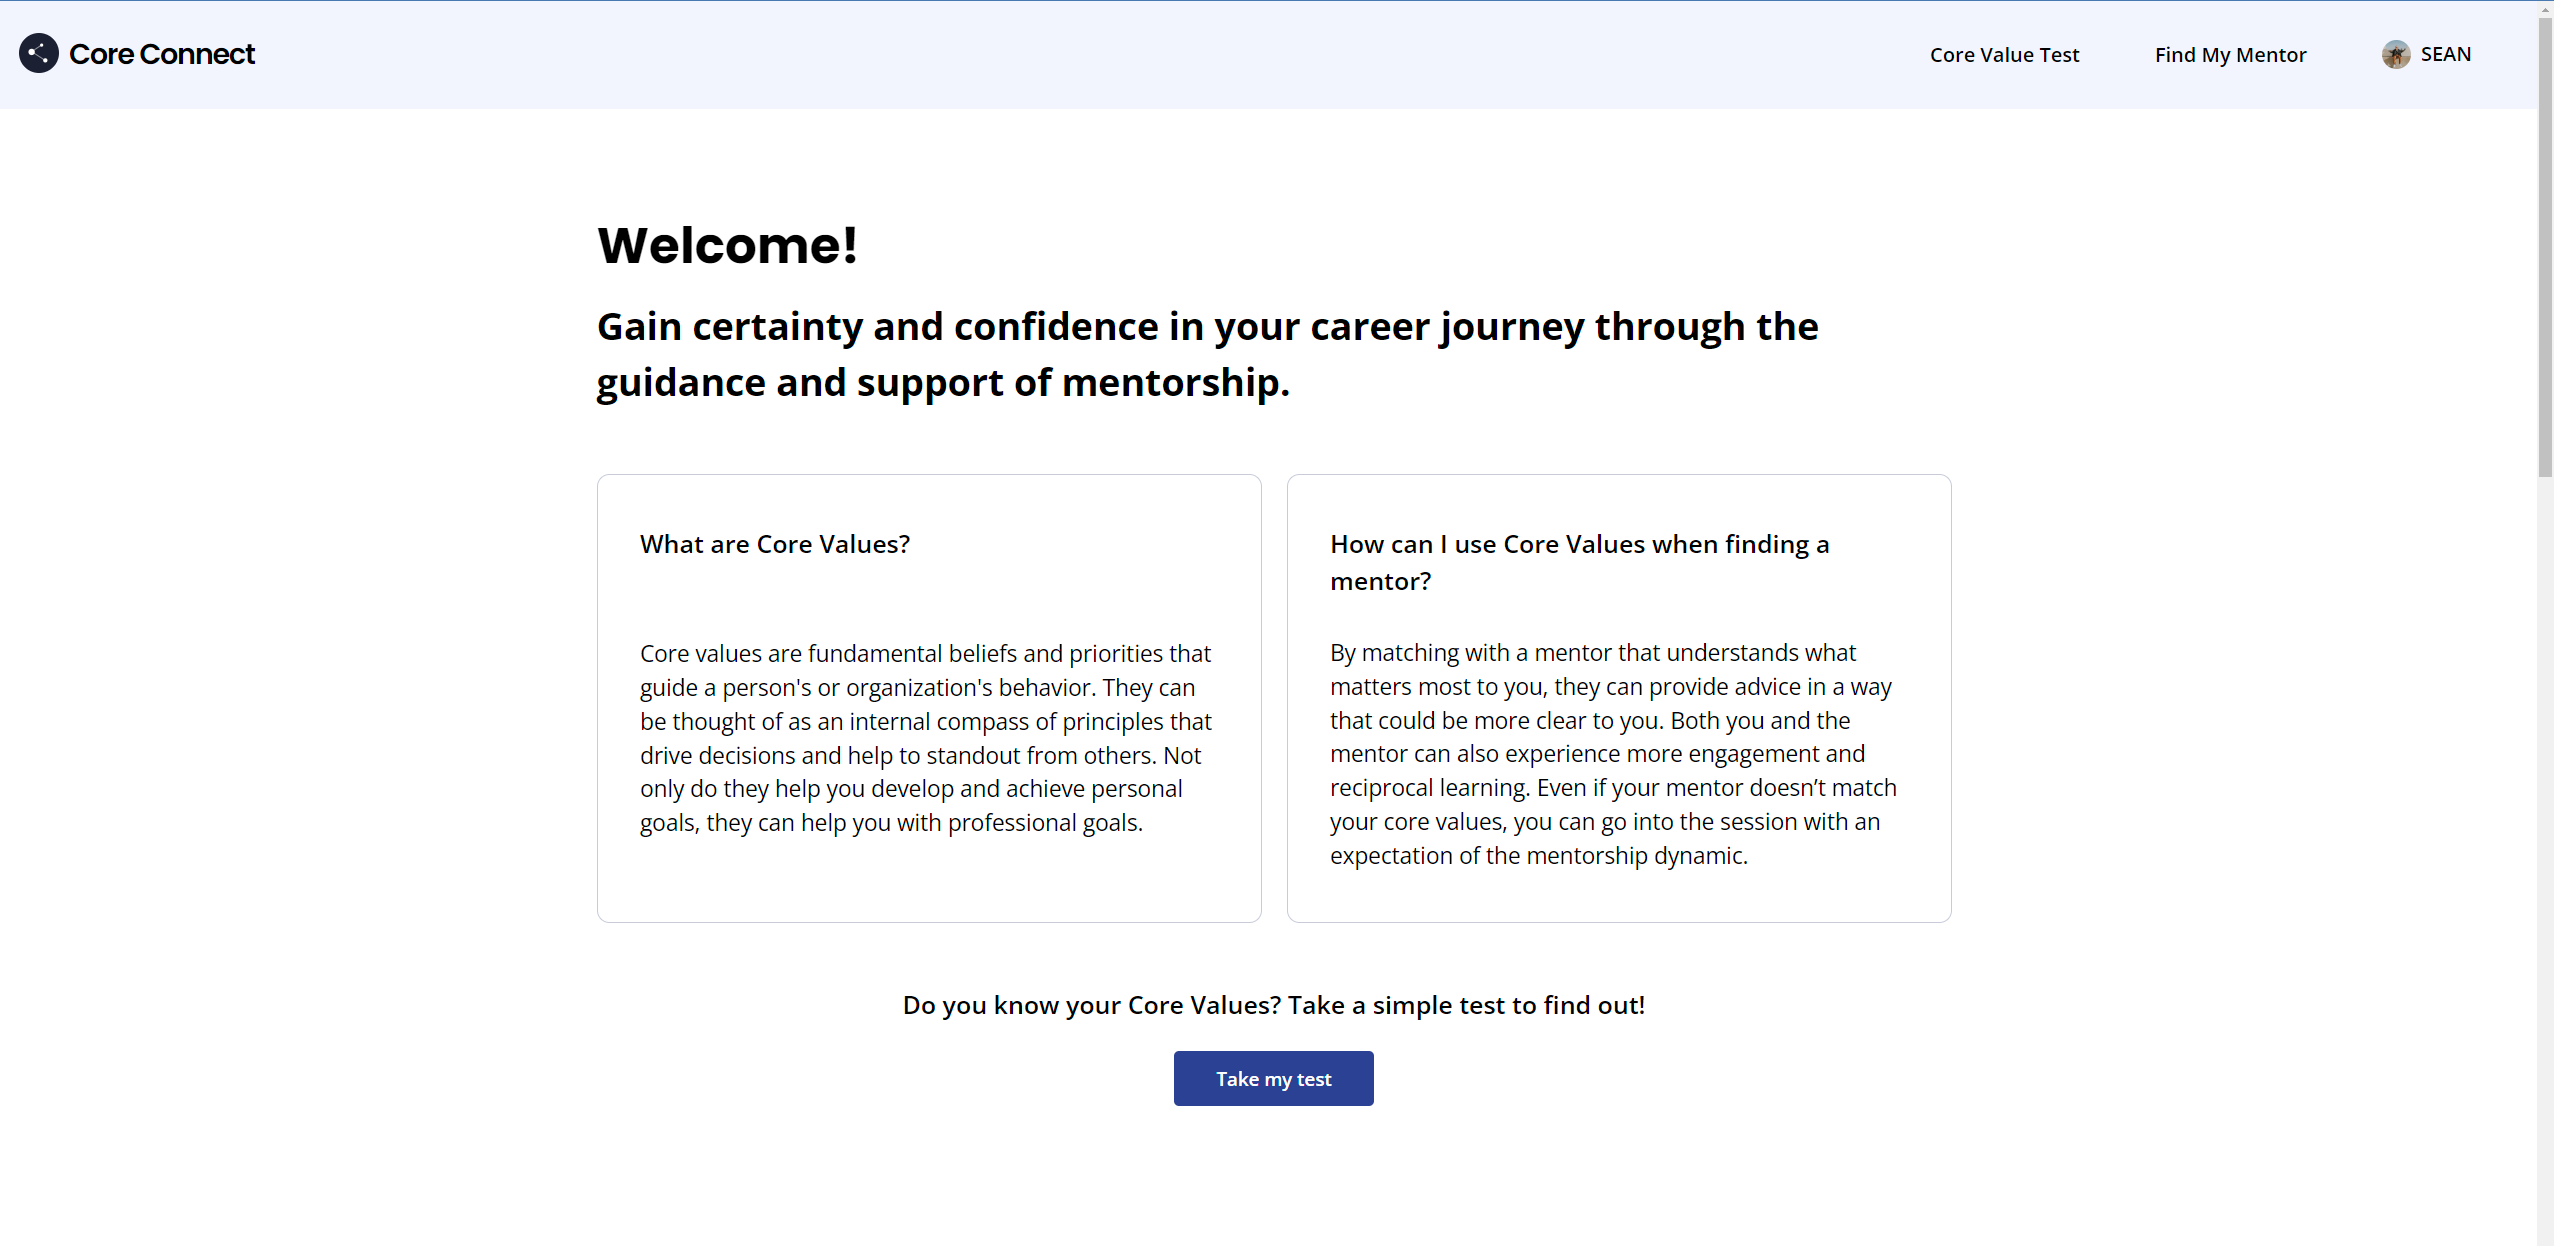 Core Connect
Core Value Test
Find My Mentor
SEAN
Welcome!
Gain certainty and confidence in your career journey through the
guidance and support of mentorship.
What are Core Values?
Core values are fundamental beliefs and priorities that
guide a person's or organization's behavior. They can
be thought of as an internal compass of principles that
drive decisions and help to standout from others. Not
only do they help you develop and achieve personal
goals, they can help you with professional goals.
How can I use Core Values when finding a
mentor?
By matching with a mentor that understands what
matters most to you, they can provide advice in a way
that could be more clear to you. Both you and the
mentor can also experience more engagement and
reciprocal learning. Even if your mentor doesn’t match
your core values, you can go into the session with an
expectation of the mentorship dynamic.
Do you know your Core Values? Take a simple test to find out!
Take my test